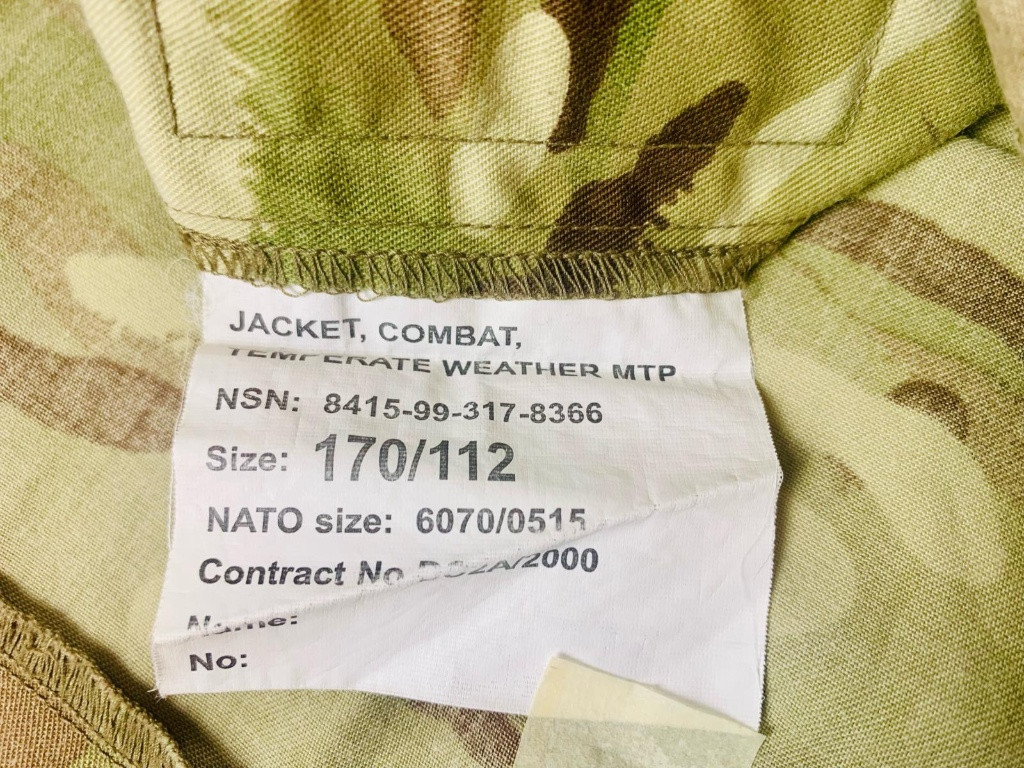 JACKET, COMBAT,
TEMPERATE WEATHER MTP
NSN: 8415-99-317-8366
Size: 170/112
NATO size: 6070/0515
Contract No
Name:
No: